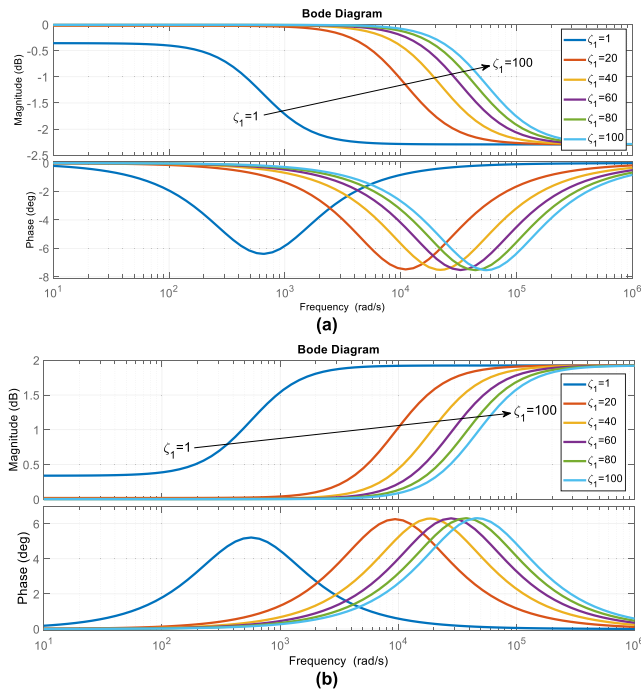 Bode Diagram
Magnitude (dB)
0
-0.5
-1.0
-1.5
-2.0
-2.5
ζ1=1
ζ1=100
ζ1=1
ζ1=20
ζ1=40
ζ1=60
ζ1=80
ζ1=100
Phase (deg)
0
-2
-4
-6
-8
10^1 10^2 10^3 10^4 10^5 10^6
Frequency (rad/s)
(a)
Bode Diagram
Magnitude (dB)
2
1.5
1
0.5
0
ζ1=1
ζ1=100
ζ1=1
ζ1=20
ζ1=40
ζ1=60
ζ1=80
ζ1=100
Phase (deg)
6
4
2
0
10^1 10^2 10^3 10^4 10^5 10^6
Frequency (rad/s)
(b)